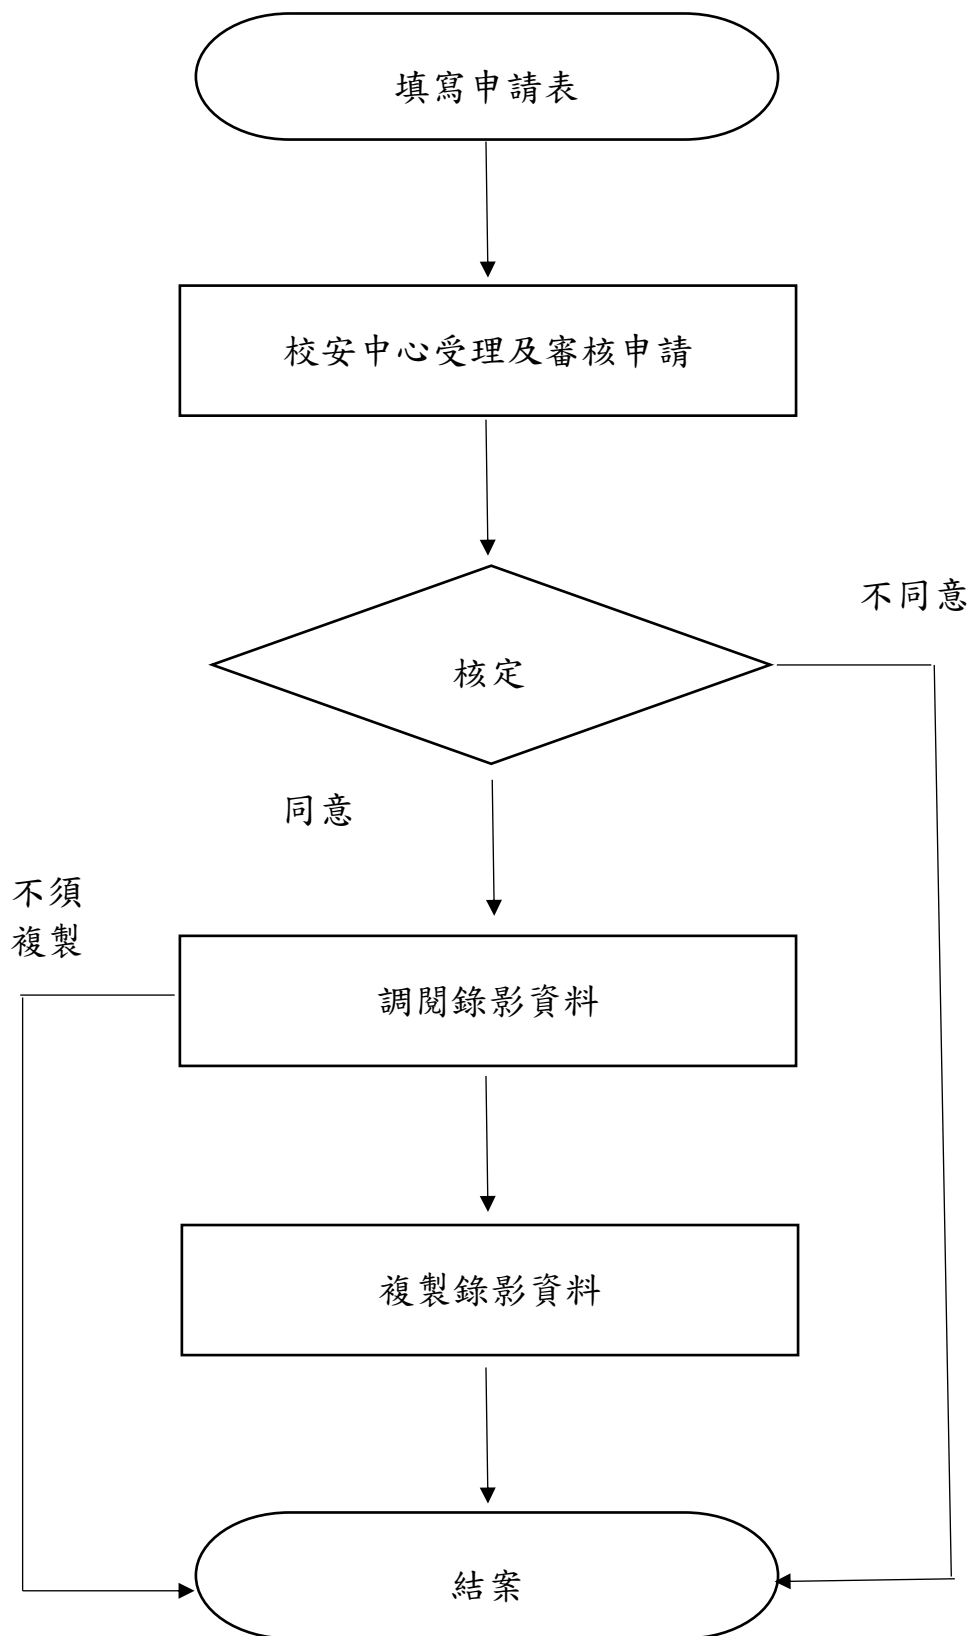 填寫申請表
校安中心受理及審核申請
不同意
核定
同意
不須
複製
調閱錄影資料
複製錄影資料
結案